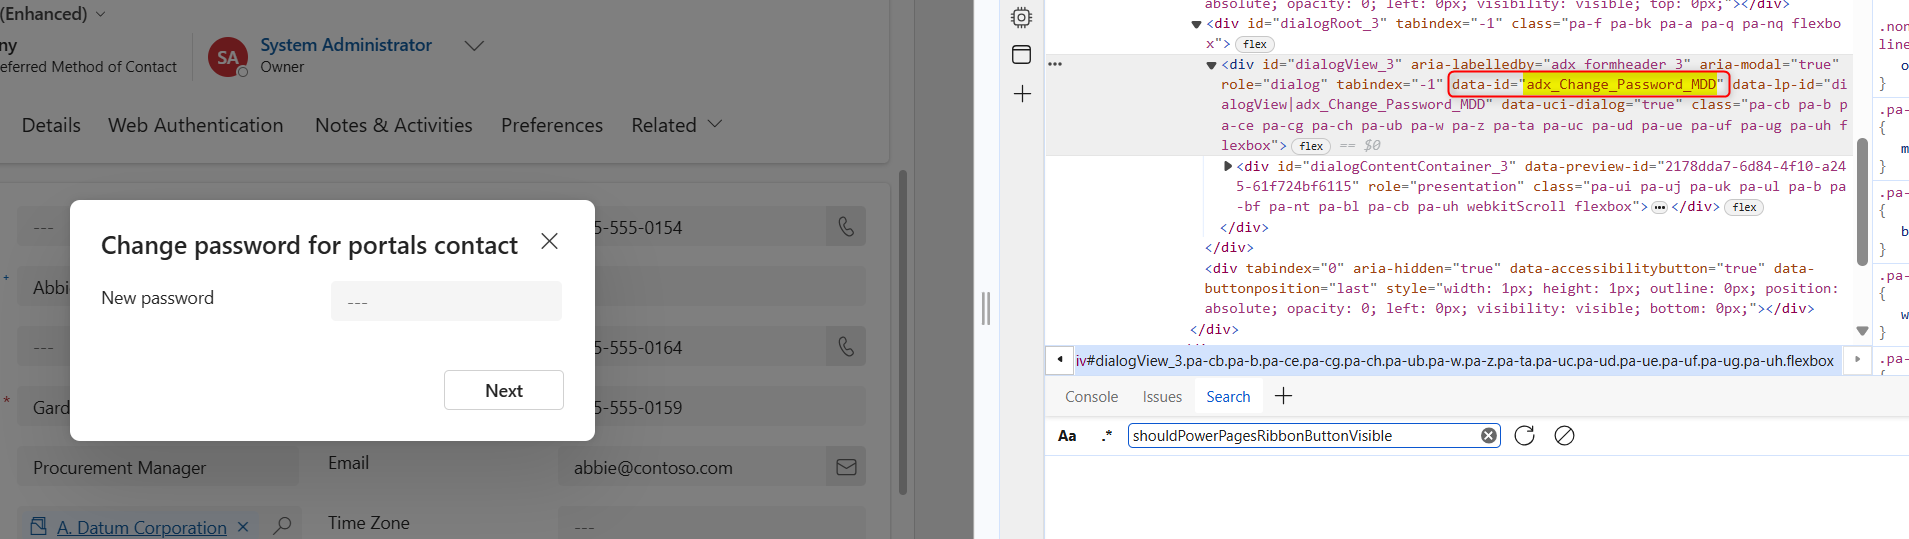 (Enhanced)
ny
eferred Method of Contact
SA
System Administrator
Owner
Details
Web Authentication
Notes & Activities
Preferences
Related
---
5-555-0154
Change password for portals contact
New password
---
Next
*
Abbi
---
5-555-0164
*
Gard
5-555-0159
Procurement Manager
Email
abbie@contoso.com
A. Datum Corporation
Time Zone
---
absolute; opacity: 0; left: 0px; visibility: visible; top: 0px;"></div>
<div id="dialogRoot_3" tabindex="-1" class="pa-f pa-bk pa-a pa-q pa-nq flexbo
x"> flex
<div id="dialogView_3" aria-labelledby="adx_formheader_3" aria-modal="true"
role="dialog" tabindex="-1" data-id="adx_Change_Password_MDD" data-lp-id="di
alogView|adx_Change_Password_MDD" data-uci-dialog="true" class="pa-cb pa-b p
a-ce pa-cg pa-ch pa-ub pa-w pa-z pa-ta pa-uc pa-ud pa-ue pa-uf pa-ug pa-uh f
lexbox"> flex == $0
<div id="dialogContentContainer_3" data-preview-id="2178dda7-6d84-4f10-a24
5-61f724bf6115" role="presentation" class="pa-ui pa-uj pa-uk pa-ul pa-b pa
-bf pa-nt pa-bl pa-cb pa-uh webkitScroll flexbox"> … </div> flex
</div>
</div>
<div tabindex="0" aria-hidden="true" data-accessibilitybutton="true" data-
buttonposition="last" style="width: 1px; height: 1px; outline: 0px; position:
absolute; opacity: 0; left: 0px; visibility: visible; bottom: 0px;"></div>
</div>
iv#dialogView_3.pa-cb.pa-b.pa-ce.pa-cg.pa-ch.pa-ub.pa-w.pa-z.pa-ta.pa-uc.pa-ud.pa-ue.pa-uf.pa-ug.pa-uh.flexbox
Console
Issues
Search
Aa
.*
shouldPowerPagesRibbonButtonVisible
.non
line
o
}
.pa-
{
m
}
.pa-
{
b
}
.pa-
{
w
}
.pa-